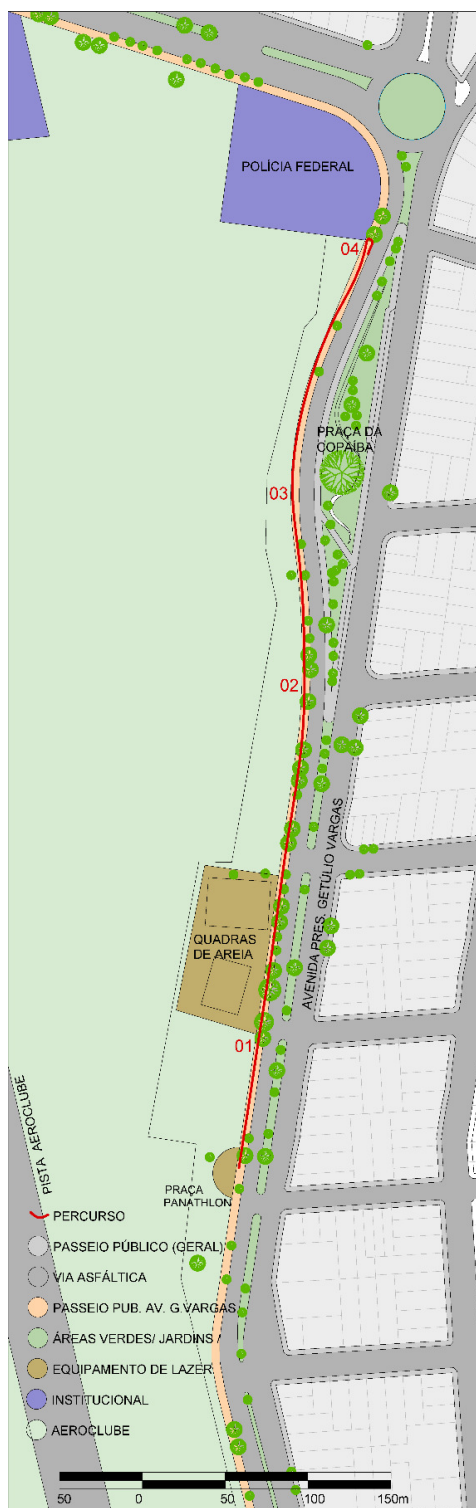 POLÍCIA FEDERAL
04
PRAÇA DA
COPAÍBA
03
02
AVENIDA PRES. GETÚLIO VARGAS
QUADRAS
DE AREIA
01
PISTA AEROCLUBE
PRAÇA
PANATHLON
PERCURSO
PASSEIO PÚBLICO (GERAL)
VIA ASFÁLTICA
PASSEIO PUB. AV. G.VARGAS
ÁREAS VERDES/ JARDINS /
EQUIPAMENTO DE LAZER
INSTITUCIONAL
AEROCLUBE
50 0 50 100 150m